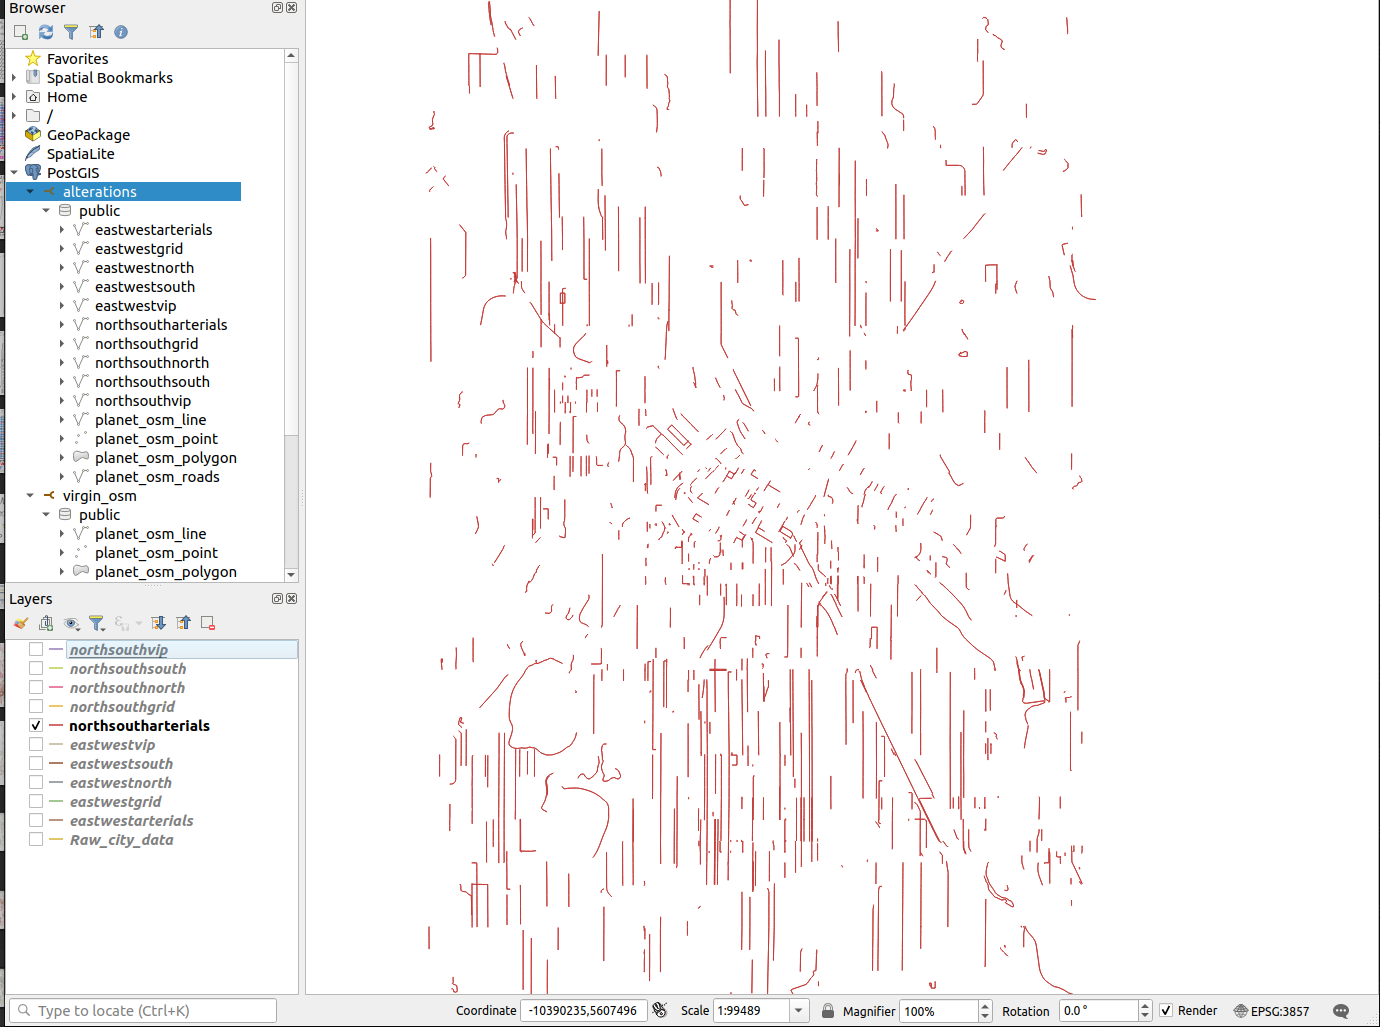 Browser
Favorites
Spatial Bookmarks
Home
/
GeoPackage
SpatiaLite
PostGIS
alterations
public
eastwestarterials
eastwestgrid
eastwestnorth
eastwestsouth
eastwestvip
northsoutharterials
northsouthgrid
northsouthnorth
northsouthsouth
northsouthvip
planet_osm_line
planet_osm_point
planet_osm_polygon
planet_osm_roads
virgin_osm
public
planet_osm_line
planet_osm_point
planet_osm_polygon
Layers
northsouthvip
northsouthsouth
northsouthnorth
northsouthgrid
northsoutharterials
eastwestvip
eastwestsouth
eastwestnorth
eastwestgrid
eastwestarterials
Raw_city_data
Type to locate (Ctrl+K)
Coordinate -10390235,5607496 Scale 1:99489 Magnifier 100% Rotation 0.0 ° Render EPSG:3857